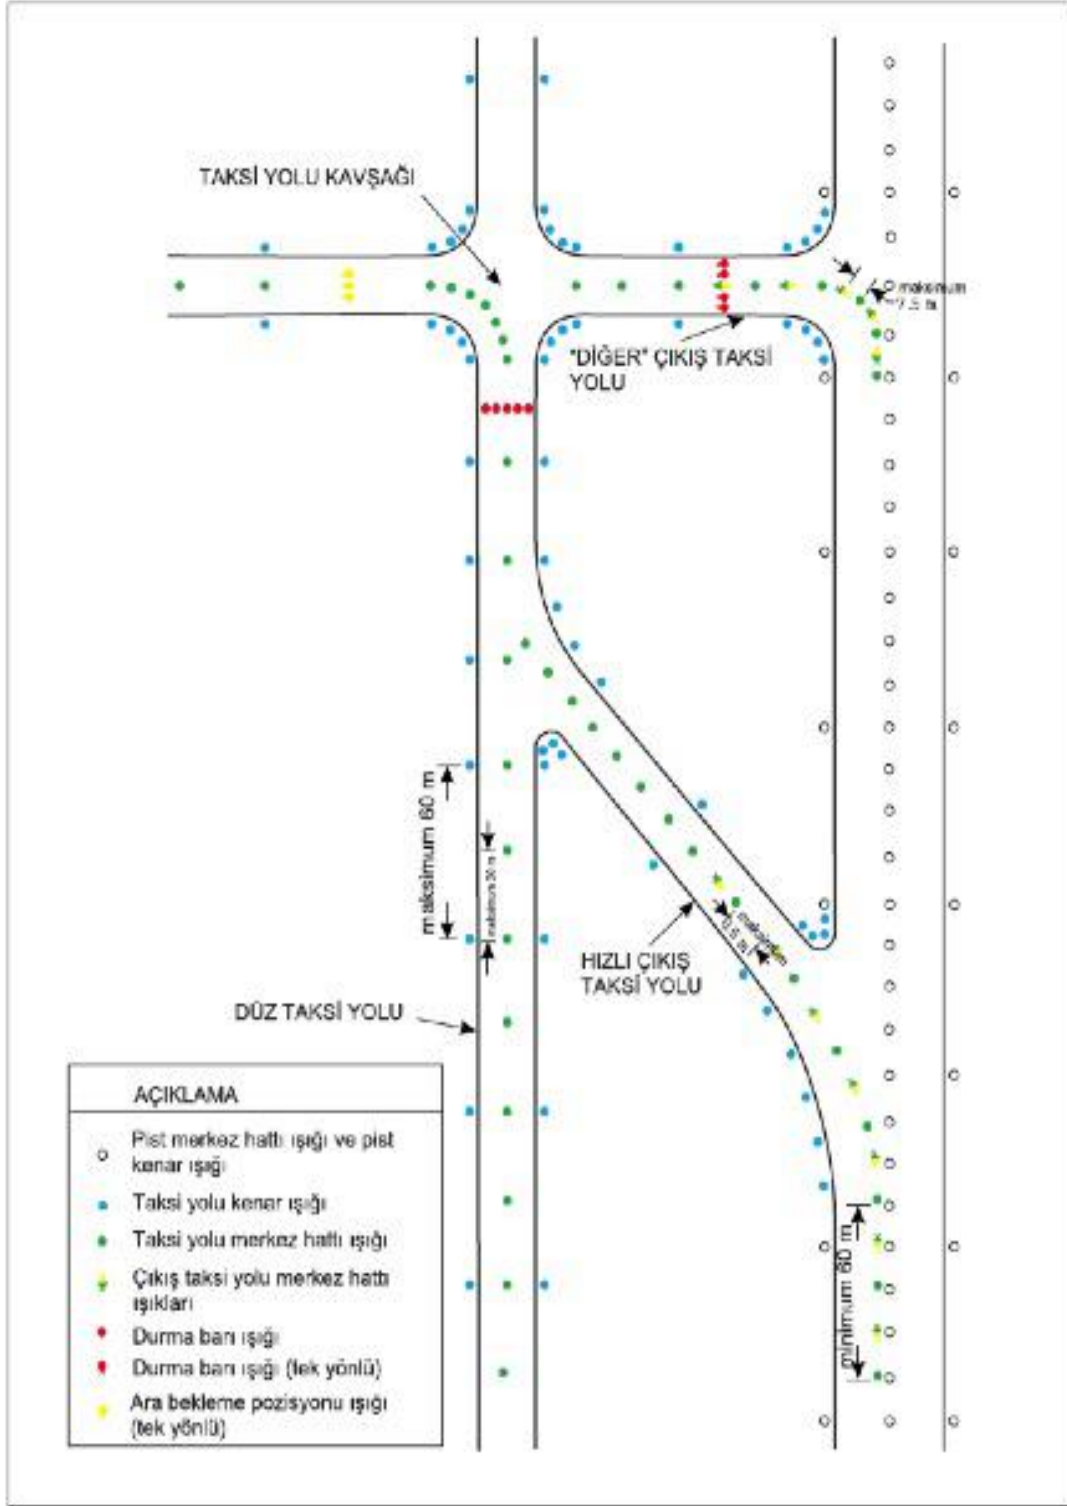 TAKSİ YOLU KAVŞAĞI
maksimum
7.5 m
"DİĞER" ÇIKIŞ TAKSİ
YOLU
maksimum 60 m
maksimum 30 m
maksimum
HIZLI ÇIKIŞ
TAKSİ YOLU
DÜZ TAKSİ YOLU
minimum 60 m
AÇIKLAMA
Pist merkez hattı ışığı ve pist
kenar ışığı
Taksi yolu kenar ışığı
Taksi yolu merkez hattı ışığı
Çıkış taksi yolu merkez hattı
ışıkları
Durma barı ışığı
Durma barı ışığı (tek yönlü)
Ara bekleme pozisyonu ışığı
(tek yönlü)